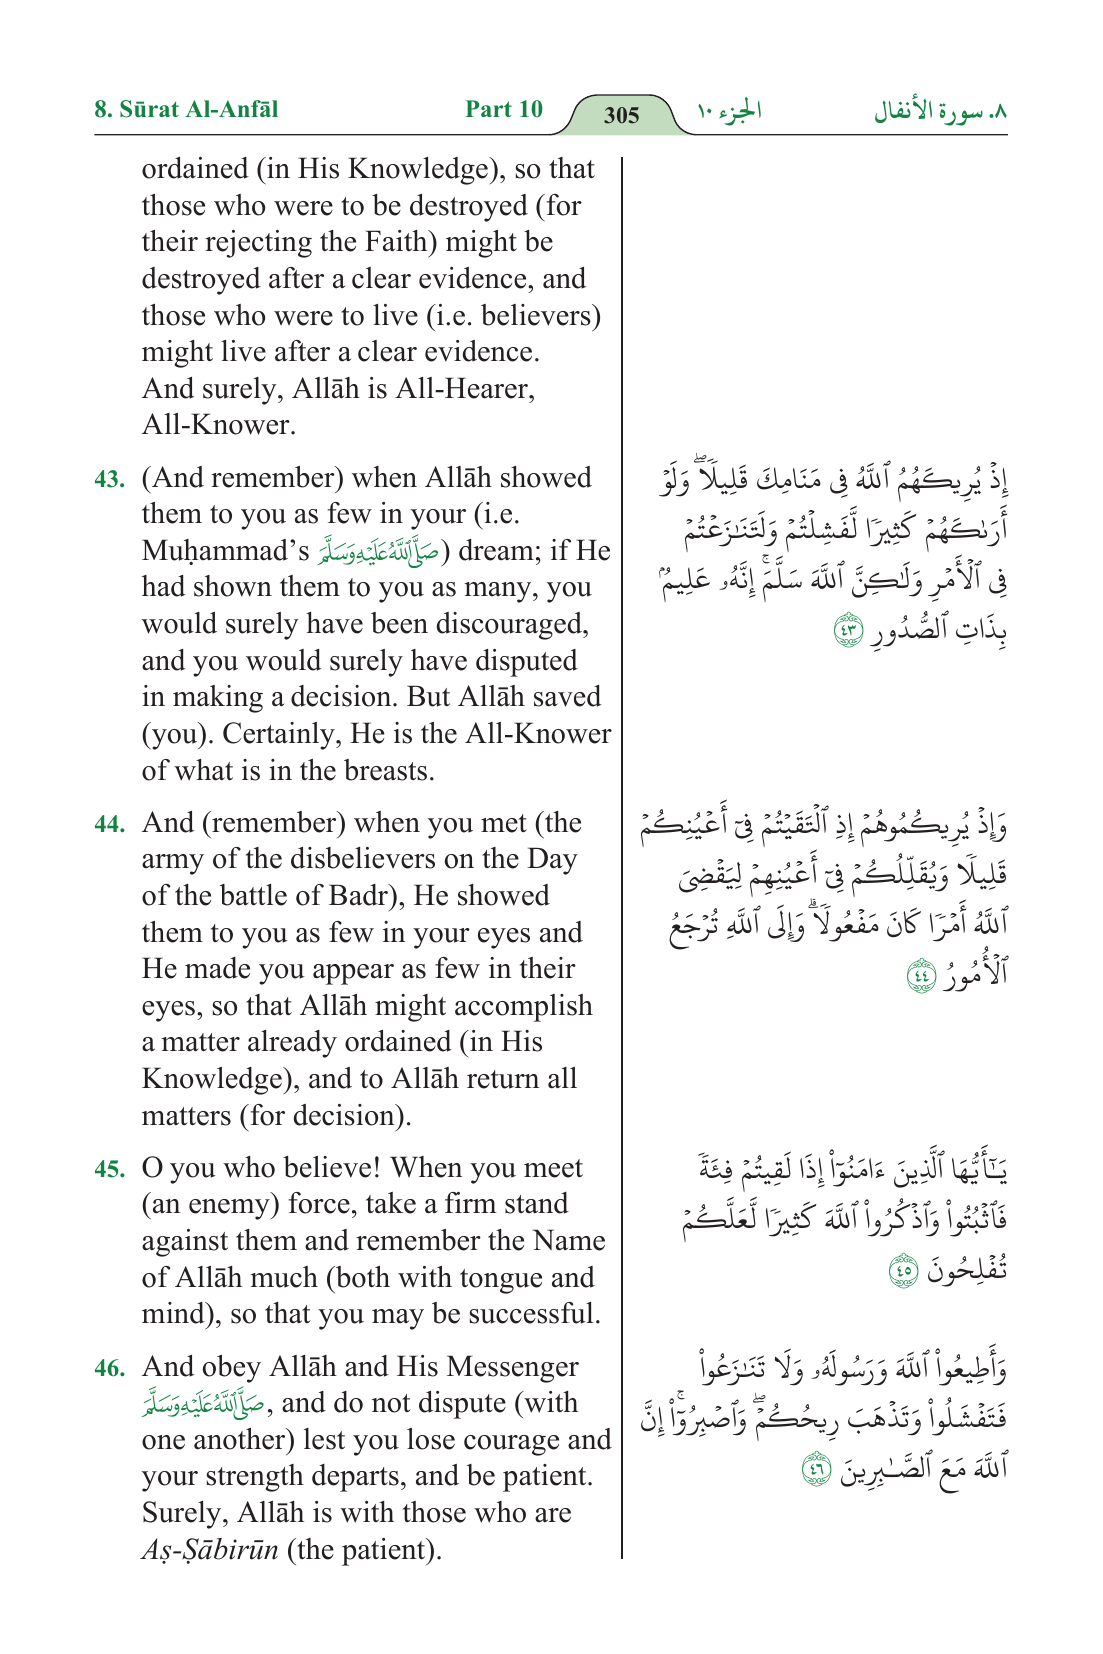 8. Sūrat Al-Anfāl Part 10 305 الجزء ١٠ ٨. سورة الأنفال
ordained (in His Knowledge), so that
those who were to be destroyed (for
their rejecting the Faith) might be
destroyed after a clear evidence, and
those who were to live (i.e. believers)
might live after a clear evidence.
And surely, Allāh is All-Hearer,
All-Knower.
43. (And remember) when Allāh showed
them to you as few in your (i.e.
Muḥammad’s صَلَّى ٱللَّهُ عَلَيْهِ وَسَلَّمَ) dream; if He
had shown them to you as many, you
would surely have been discouraged,
and you would surely have disputed
in making a decision. But Allāh saved
(you). Certainly, He is the All-Knower
of what is in the breasts.
إِذْ يُرِيكَهُمُ ٱللَّهُ فِى مَنَامِكَ قَلِيلًا ۖ وَلَوْ
أَرَىٰكَهُمْ كَثِيرًا لَّفَشِلْتُمْ وَلَتَنَٰزَعْتُمْ
فِى ٱلْأَمْرِ وَلَٰكِنَّ ٱللَّهَ سَلَّمَ ۚ إِنَّهُۥ عَلِيمٌۢ
بِذَاتِ ٱلصُّدُورِ ٤٣
44. And (remember) when you met (the
army of the disbelievers on the Day
of the battle of Badr), He showed
them to you as few in your eyes and
He made you appear as few in their
eyes, so that Allāh might accomplish
a matter already ordained (in His
Knowledge), and to Allāh return all
matters (for decision).
وَإِذْ يُرِيكُمُوهُمْ إِذِ ٱلْتَقَيْتُمْ فِىٓ أَعْيُنِكُمْ
قَلِيلًا وَيُقَلِّلُكُمْ فِىٓ أَعْيُنِهِمْ لِيَقْضِىَ
ٱللَّهُ أَمْرًا كَانَ مَفْعُولًا ۗ وَإِلَى ٱللَّهِ تُرْجَعُ
ٱلْأُمُورُ ٤٤
45. O you who believe! When you meet
(an enemy) force, take a firm stand
against them and remember the Name
of Allāh much (both with tongue and
mind), so that you may be successful.
يَٰٓأَيُّهَا ٱلَّذِينَ ءَامَنُوٓا۟ إِذَا لَقِيتُمْ فِئَةً
فَٱثْبُتُوا۟ وَٱذْكُرُوا۟ ٱللَّهَ كَثِيرًا لَّعَلَّكُمْ
تُفْلِحُونَ ٤٥
46. And obey Allāh and His Messenger
صَلَّى ٱللَّهُ عَلَيْهِ وَسَلَّمَ, and do not dispute (with
one another) lest you lose courage and
your strength departs, and be patient.
Surely, Allāh is with those who are
Aṣ-Ṣābirūn (the patient).
وَأَطِيعُوا۟ ٱللَّهَ وَرَسُولَهُۥ وَلَا تَنَٰزَعُوا۟
فَتَفْشَلُوا۟ وَتَذْهَبَ رِيحُكُمْ ۖ وَٱصْبِرُوٓا۟ ۚ إِنَّ
ٱللَّهَ مَعَ ٱلصَّٰبِرِينَ ٤٦